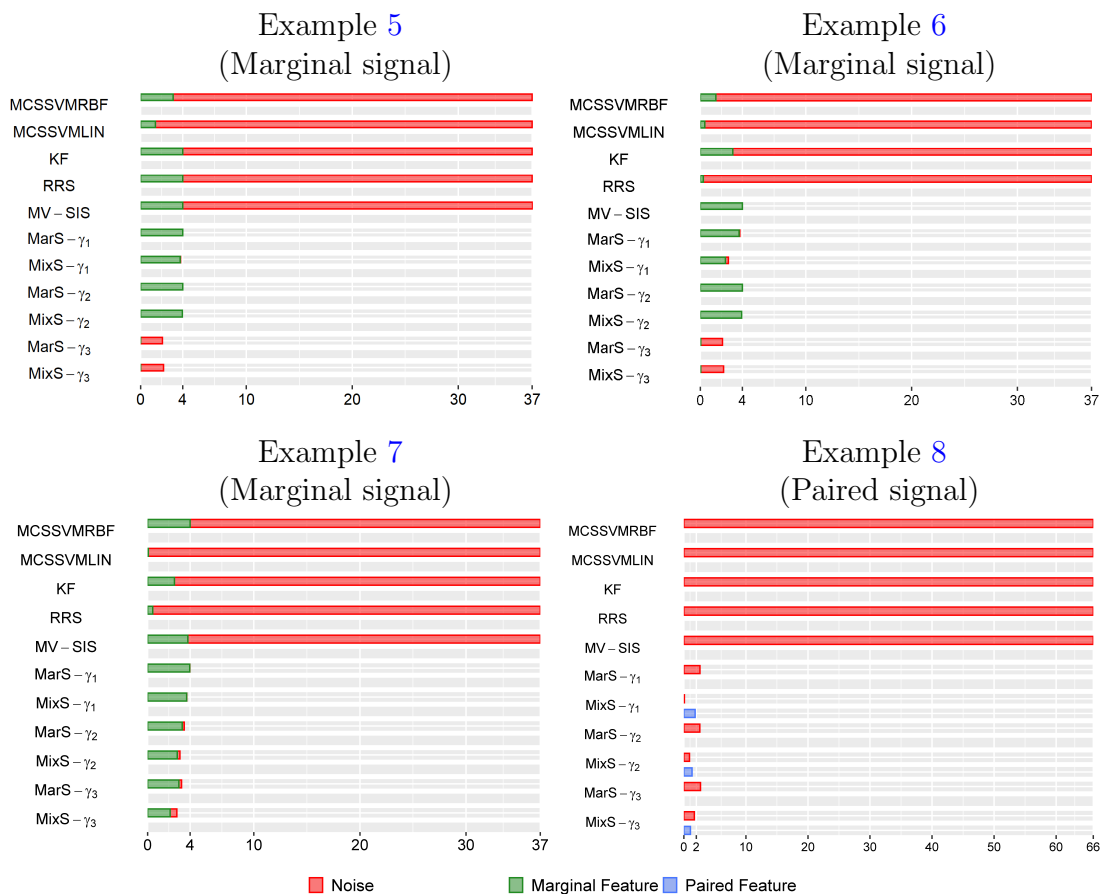 Example 5
(Marginal signal)
MCSSVMRBF
MCSSVMLIN
KF
RRS
MV − SIS
MarS − γ₁
MixS − γ₁
MarS − γ₂
MixS − γ₂
MarS − γ₃
MixS − γ₃
0 4 10 20 30 37
Example 6
(Marginal signal)
MCSSVMRBF
MCSSVMLIN
KF
RRS
MV − SIS
MarS − γ₁
MixS − γ₁
MarS − γ₂
MixS − γ₂
MarS − γ₃
MixS − γ₃
0 4 10 20 30 37
Example 7
(Marginal signal)
MCSSVMRBF
MCSSVMLIN
KF
RRS
MV − SIS
MarS − γ₁
MixS − γ₁
MarS − γ₂
MixS − γ₂
MarS − γ₃
MixS − γ₃
0 4 10 20 30 37
Example 8
(Paired signal)
MCSSVMRBF
MCSSVMLIN
KF
RRS
MV − SIS
MarS − γ₁
MixS − γ₁
MarS − γ₂
MixS − γ₂
MarS − γ₃
MixS − γ₃
0 2 10 20 30 40 50 60 66
Noise Marginal Feature Paired Feature